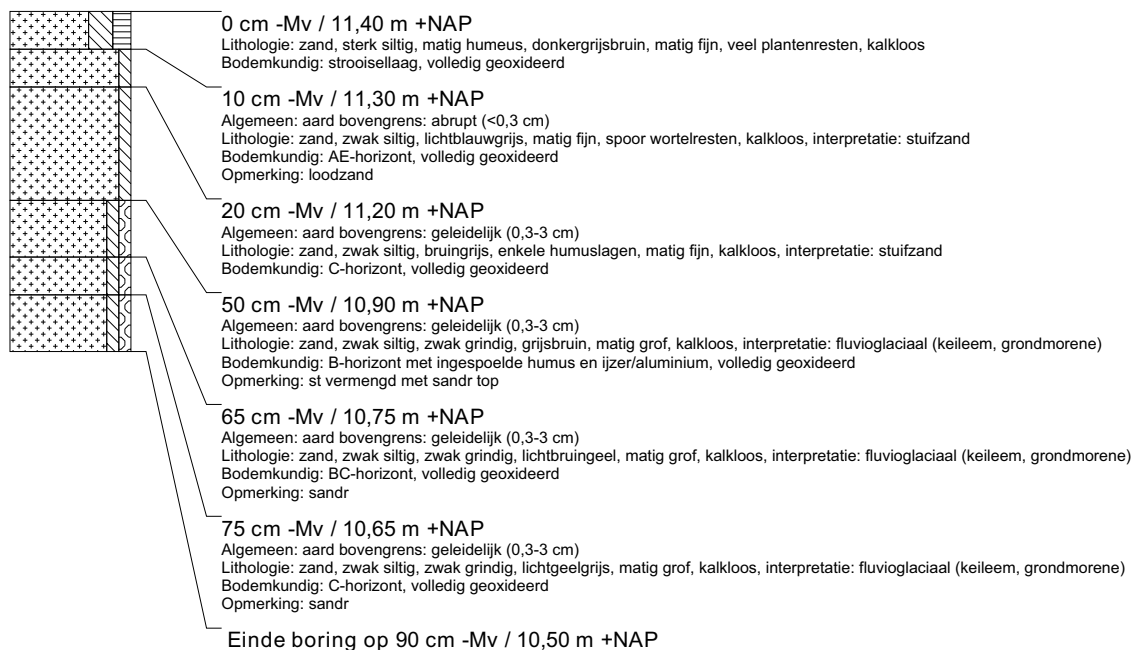 0 cm -Mv / 11,40 m +NAP
Lithologie: zand, sterk siltig, matig humeus, donkergrijsbruin, matig fijn, veel plantenresten, kalkloos
Bodemkundig: strooisellaag, volledig geoxideerd
10 cm -Mv / 11,30 m +NAP
Algemeen: aard bovengrens: abrupt (<0,3 cm)
Lithologie: zand, zwak siltig, lichtblauwgrijs, matig fijn, spoor wortelresten, kalkloos, interpretatie: stuifzand
Bodemkundig: AE-horizont, volledig geoxideerd
Opmerking: loodzand
20 cm -Mv / 11,20 m +NAP
Algemeen: aard bovengrens: geleidelijk (0,3-3 cm)
Lithologie: zand, zwak siltig, bruingrijs, enkele humuslagen, matig fijn, kalkloos, interpretatie: stuifzand
Bodemkundig: C-horizont, volledig geoxideerd
50 cm -Mv / 10,90 m +NAP
Algemeen: aard bovengrens: geleidelijk (0,3-3 cm)
Lithologie: zand, zwak siltig, zwak grindig, grijsbruin, matig grof, kalkloos, interpretatie: fluvioglaciaal (keileem, grondmorene)
Bodemkundig: B-horizont met ingespoelde humus en ijzer/aluminium, volledig geoxideerd
Opmerking: st vermengd met sandr top
65 cm -Mv / 10,75 m +NAP
Algemeen: aard bovengrens: geleidelijk (0,3-3 cm)
Lithologie: zand, zwak siltig, zwak grindig, lichtbruingeel, matig grof, kalkloos, interpretatie: fluvioglaciaal (keileem, grondmorene)
Bodemkundig: BC-horizont, volledig geoxideerd
Opmerking: sandr
75 cm -Mv / 10,65 m +NAP
Algemeen: aard bovengrens: geleidelijk (0,3-3 cm)
Lithologie: zand, zwak siltig, zwak grindig, lichtgeelgrijs, matig grof, kalkloos, interpretatie: fluvioglaciaal (keileem, grondmorene)
Bodemkundig: C-horizont, volledig geoxideerd
Opmerking: sandr
Einde boring op 90 cm -Mv / 10,50 m +NAP